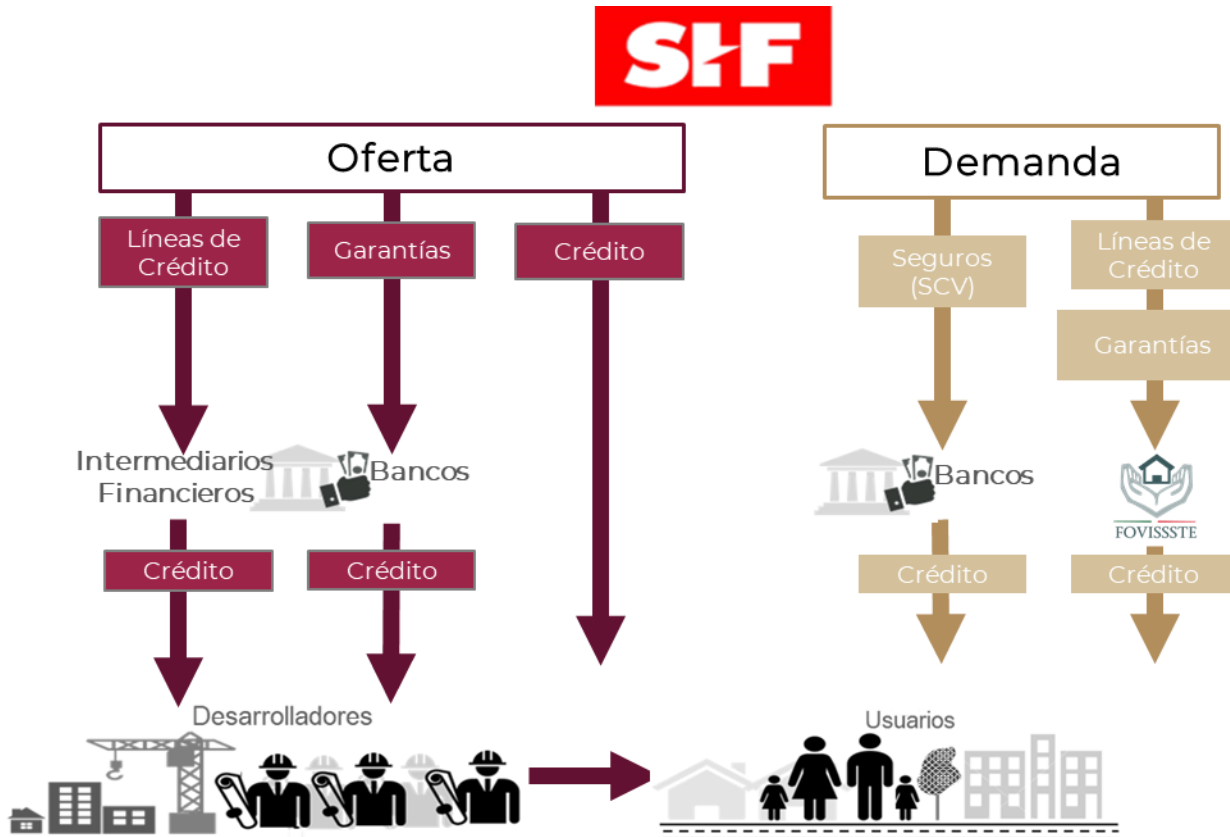 SHF
Oferta
Demanda
Líneas de
Crédito
Garantías
Crédito
Seguros
(SCV)
Líneas de
Crédito
Garantías
Intermediarios
Financieros
Bancos
Bancos
FOVISSSTE
Crédito
Crédito
Crédito
Crédito
Desarrolladores
Usuarios